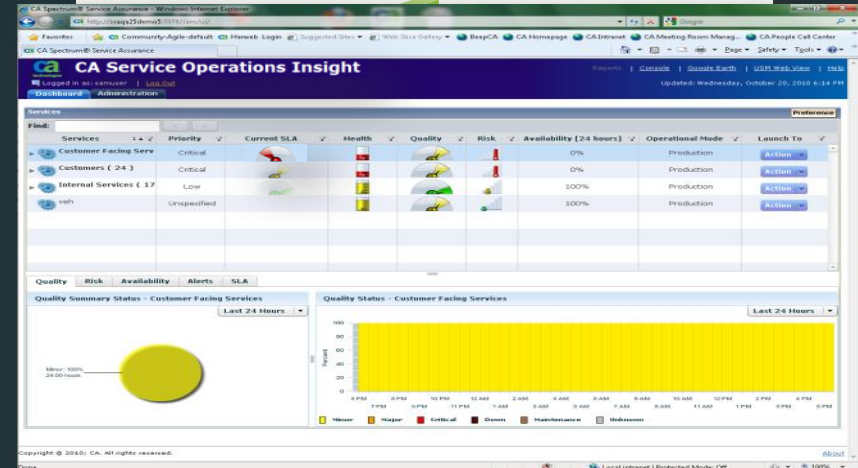 CA Spectrum® Service Assurance - Windows Internet Explorer
Google
Favorites CA Community-Agile-default CA Harweb Login Suggested Sites Web Slice Gallery BeepCA CA Homepage CA Intranet CA Meeting Room Manag... CA People Call Center
CA Spectrum® Service Assurance
Page Safety Tools
ca technologies
CA Service Operations Insight
Logged in as: samuser | Log Out
Reports | Console | Google Earth | USM Web View | Help
Dashboard Administration
Updated: Wednesday, October 20, 2010 6:14 PM
Services
Preference
Find:
Services Priority Current SLA Health Quality Risk Availability [24 hours] Operational Mode Launch To
Customer Facing Serv Critical 0% Production Action
Customers ( 24 ) Critical 0% Production Action
Internal Services ( 17 Low 100% Production Action
veh Unspecified 100% Production Action
Quality Risk Availability Alerts SLA
Quality Summary Status - Customer Facing Services
Last 24 Hours
Minor: 100%
24.00 hours
Quality Status - Customer Facing Services
Last 24 Hours
Percent
100
80
60
40
20
0
6 PM 8 PM 10 PM 12 AM 2 AM 4 AM 6 AM 8 AM 10 AM 12 PM 2 PM 4 PM
7 PM 9 PM 11 PM 1 AM 3 AM 5 AM 7 AM 9 AM 11 AM 1 PM 3 PM 5 PM
Minor Major Critical Down Maintenance Unknown
Copyright © 2010, CA. All rights reserved.
About
Done
Local intranet | Protected Mode: Off
100%